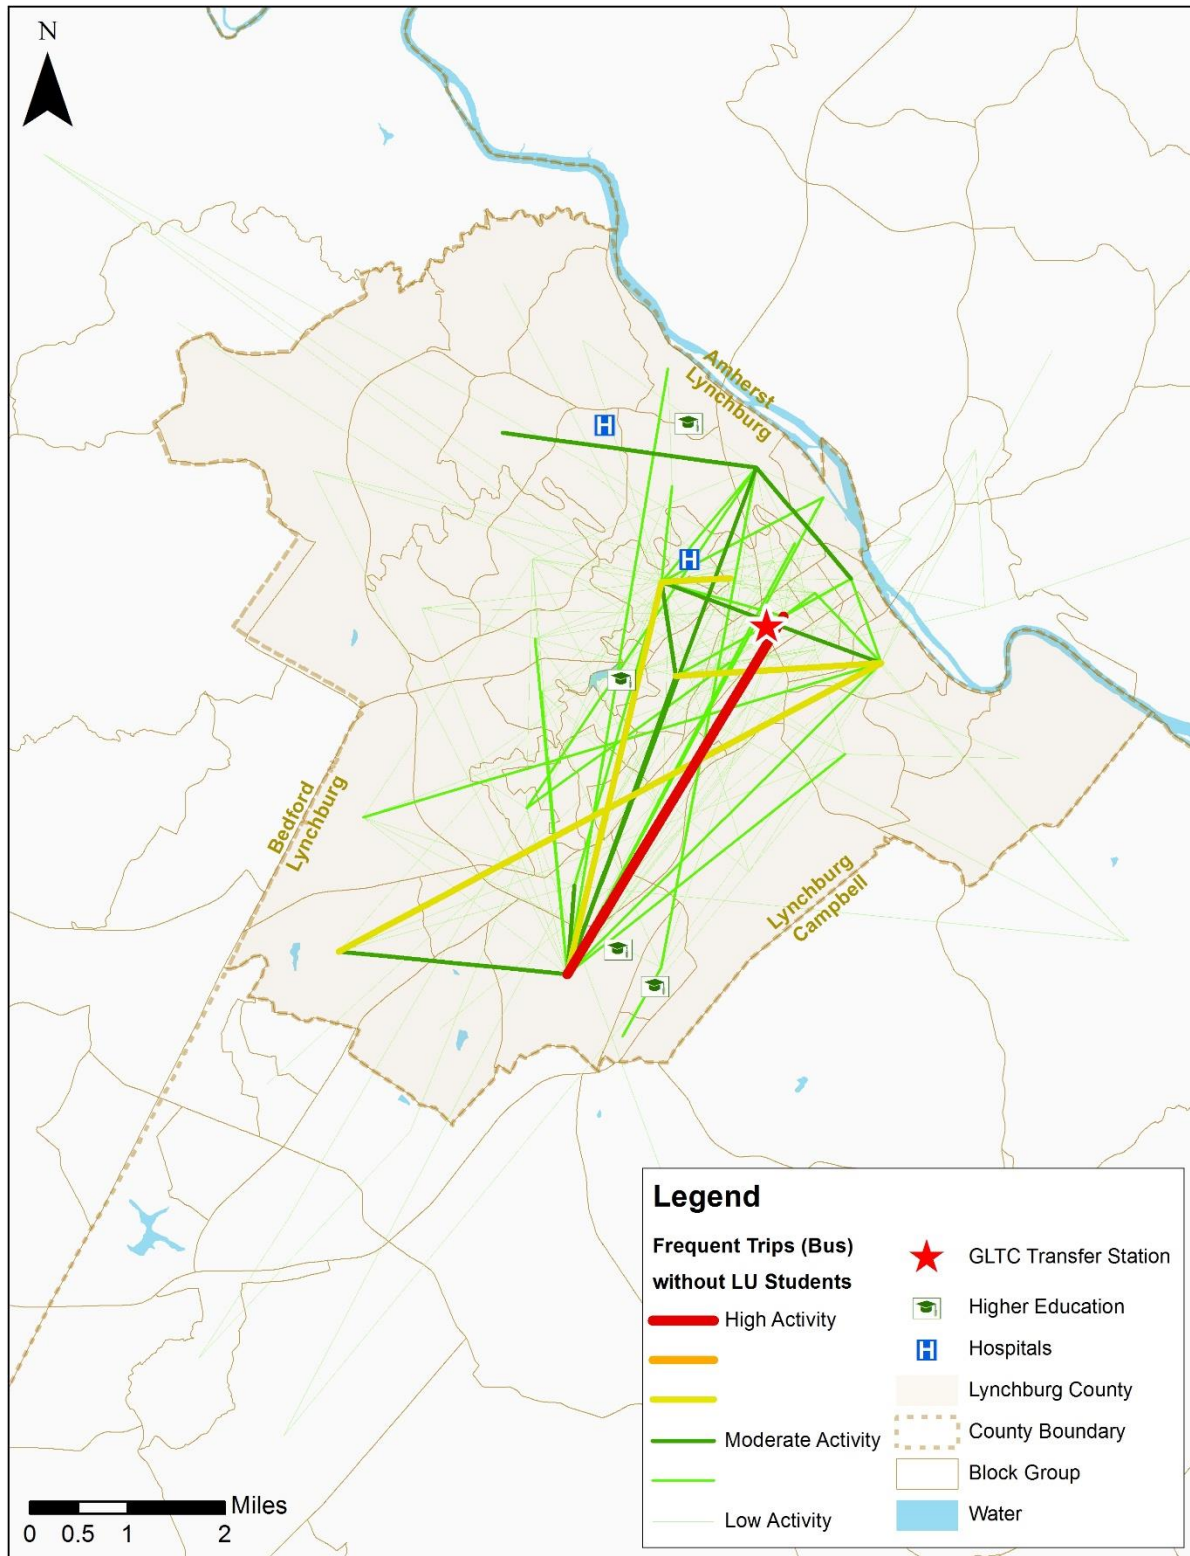 N
Amherst
Lynchburg
Bedford
Lynchburg
Lynchburg
Campbell
H
H
Legend
Frequent Trips (Bus)
without LU Students
High Activity
Moderate Activity
Low Activity
GLTC Transfer Station
Higher Education
H
Hospitals
Lynchburg County
County Boundary
Block Group
Water
Miles
0 0.5 1 2